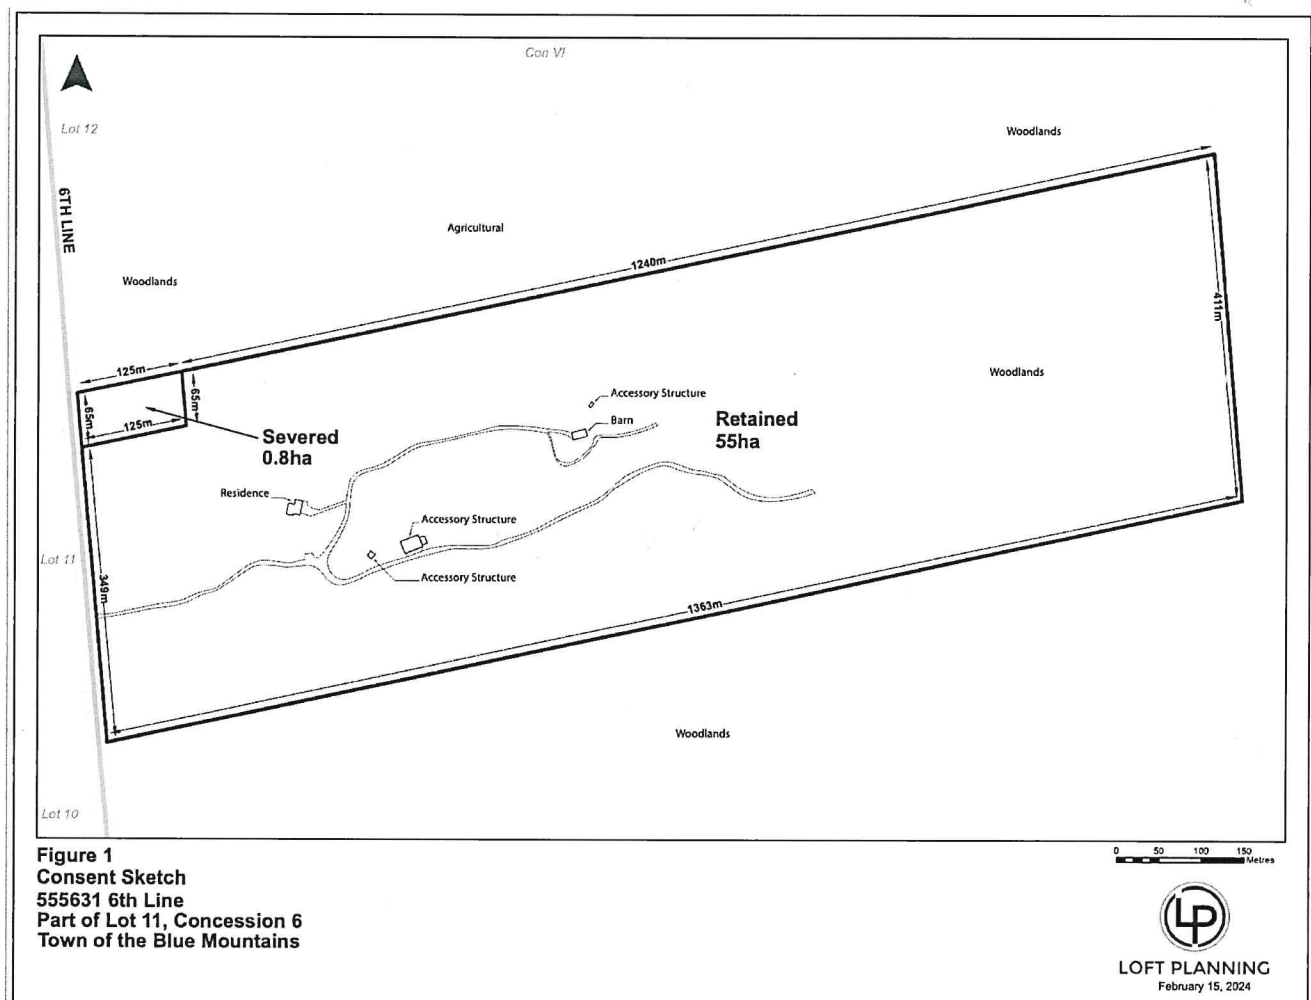 Con VI
Lot 12
Woodlands
6TH LINE
Agricultural
1240m
Woodlands
411m
125m
65m
Woodlands
65m
125m
Accessory Structure
Barn
Retained
55ha
Severed
0.8ha
Residence
Accessory Structure
Lot 11
349m
Accessory Structure
1363m
Woodlands
Lot 10
Figure 1
Consent Sketch
555631 6th Line
Part of Lot 11, Concession 6
Town of the Blue Mountains
0 50 100 150
Metres
LP
LOFT PLANNING
February 15, 2024